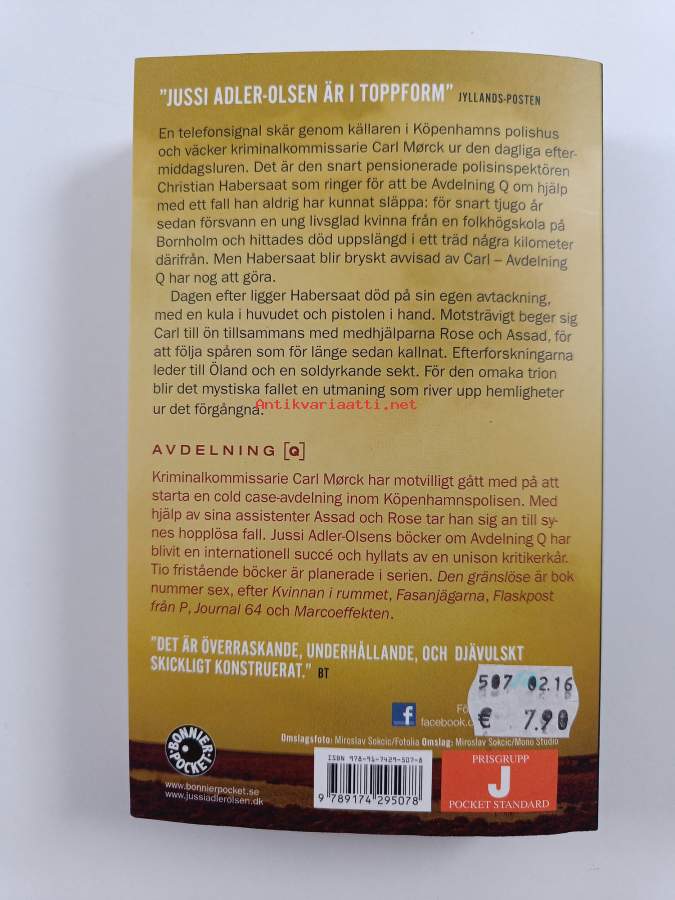 "JUSSI ADLER-OLSEN ÄR I TOPPFORM" JYLLANDS-POSTEN
En telefonsignal skär genom källaren i Köpenhamns polishus
och väcker kriminalkommissarie Carl Mørck ur den dagliga efter-
middagsluren. Det är den snart pensionerade polisinspektören
Christian Habersaat som ringer för att be Avdelning Q om hjälp
med ett fall han aldrig har kunnat släppa: för snart tjugo år
sedan försvann en ung livsglad kvinna från en folkhögskola på
Bornholm och hittades död uppslängd i ett träd några kilometer
därifrån. Men Habersaat blir bryskt avvisad av Carl – Avdelning
Q har nog att göra.
Dagen efter ligger Habersaat död på sin egen avtackning,
med en kula i huvudet och pistolen i hand. Motsträvigt beger sig
Carl till ön tillsammans med medhjälparna Rose och Assad, för
att följa spåren som för länge sedan kallnat. Efterforskningarna
leder till Öland och en soldyrkande sekt. För den omaka trion
blir det mystiska fallet en utmaning som river upp hemligheter
ur det förgångna.
Antikvariaatti.net
AVDELNING [Q]
Kriminalkommissarie Carl Mørck har motvilligt gått med på att
starta en cold case-avdelning inom Köpenhamnspolisen. Med
hjälp av sina assistenter Assad och Rose tar han sig an till sy-
nes hopplösa fall. Jussi Adler-Olsens böcker om Avdelning Q har
blivit en internationell succé och hyllats av en unison kritikerkår.
Tio fristående böcker är planerade i serien. Den gränslöse är bok
nummer sex, efter Kvinnan i rummet, Fasanjägarna, Flaskpost
från P, Journal 64 och Marcoeffekten.
"DET ÄR ÖVERRASKANDE, UNDERHÅLLANDE, OCH DJÄVULSKT
SKICKLIGT KONSTRUERAT." BT
507 02.16
€ 7.90
f
facebook.c
Omslagsfoto: Miroslav Sokcic/Fotolia Omslag: Miroslav Sokcic/Mono Studio
BONNIER
POCKET
www.bonnierpocket.se
www.jussiadlerolsen.dk
ISBN 978-91-7429-507-8
9 789174 295078
PRISGRUPP
J
POCKET STANDARD